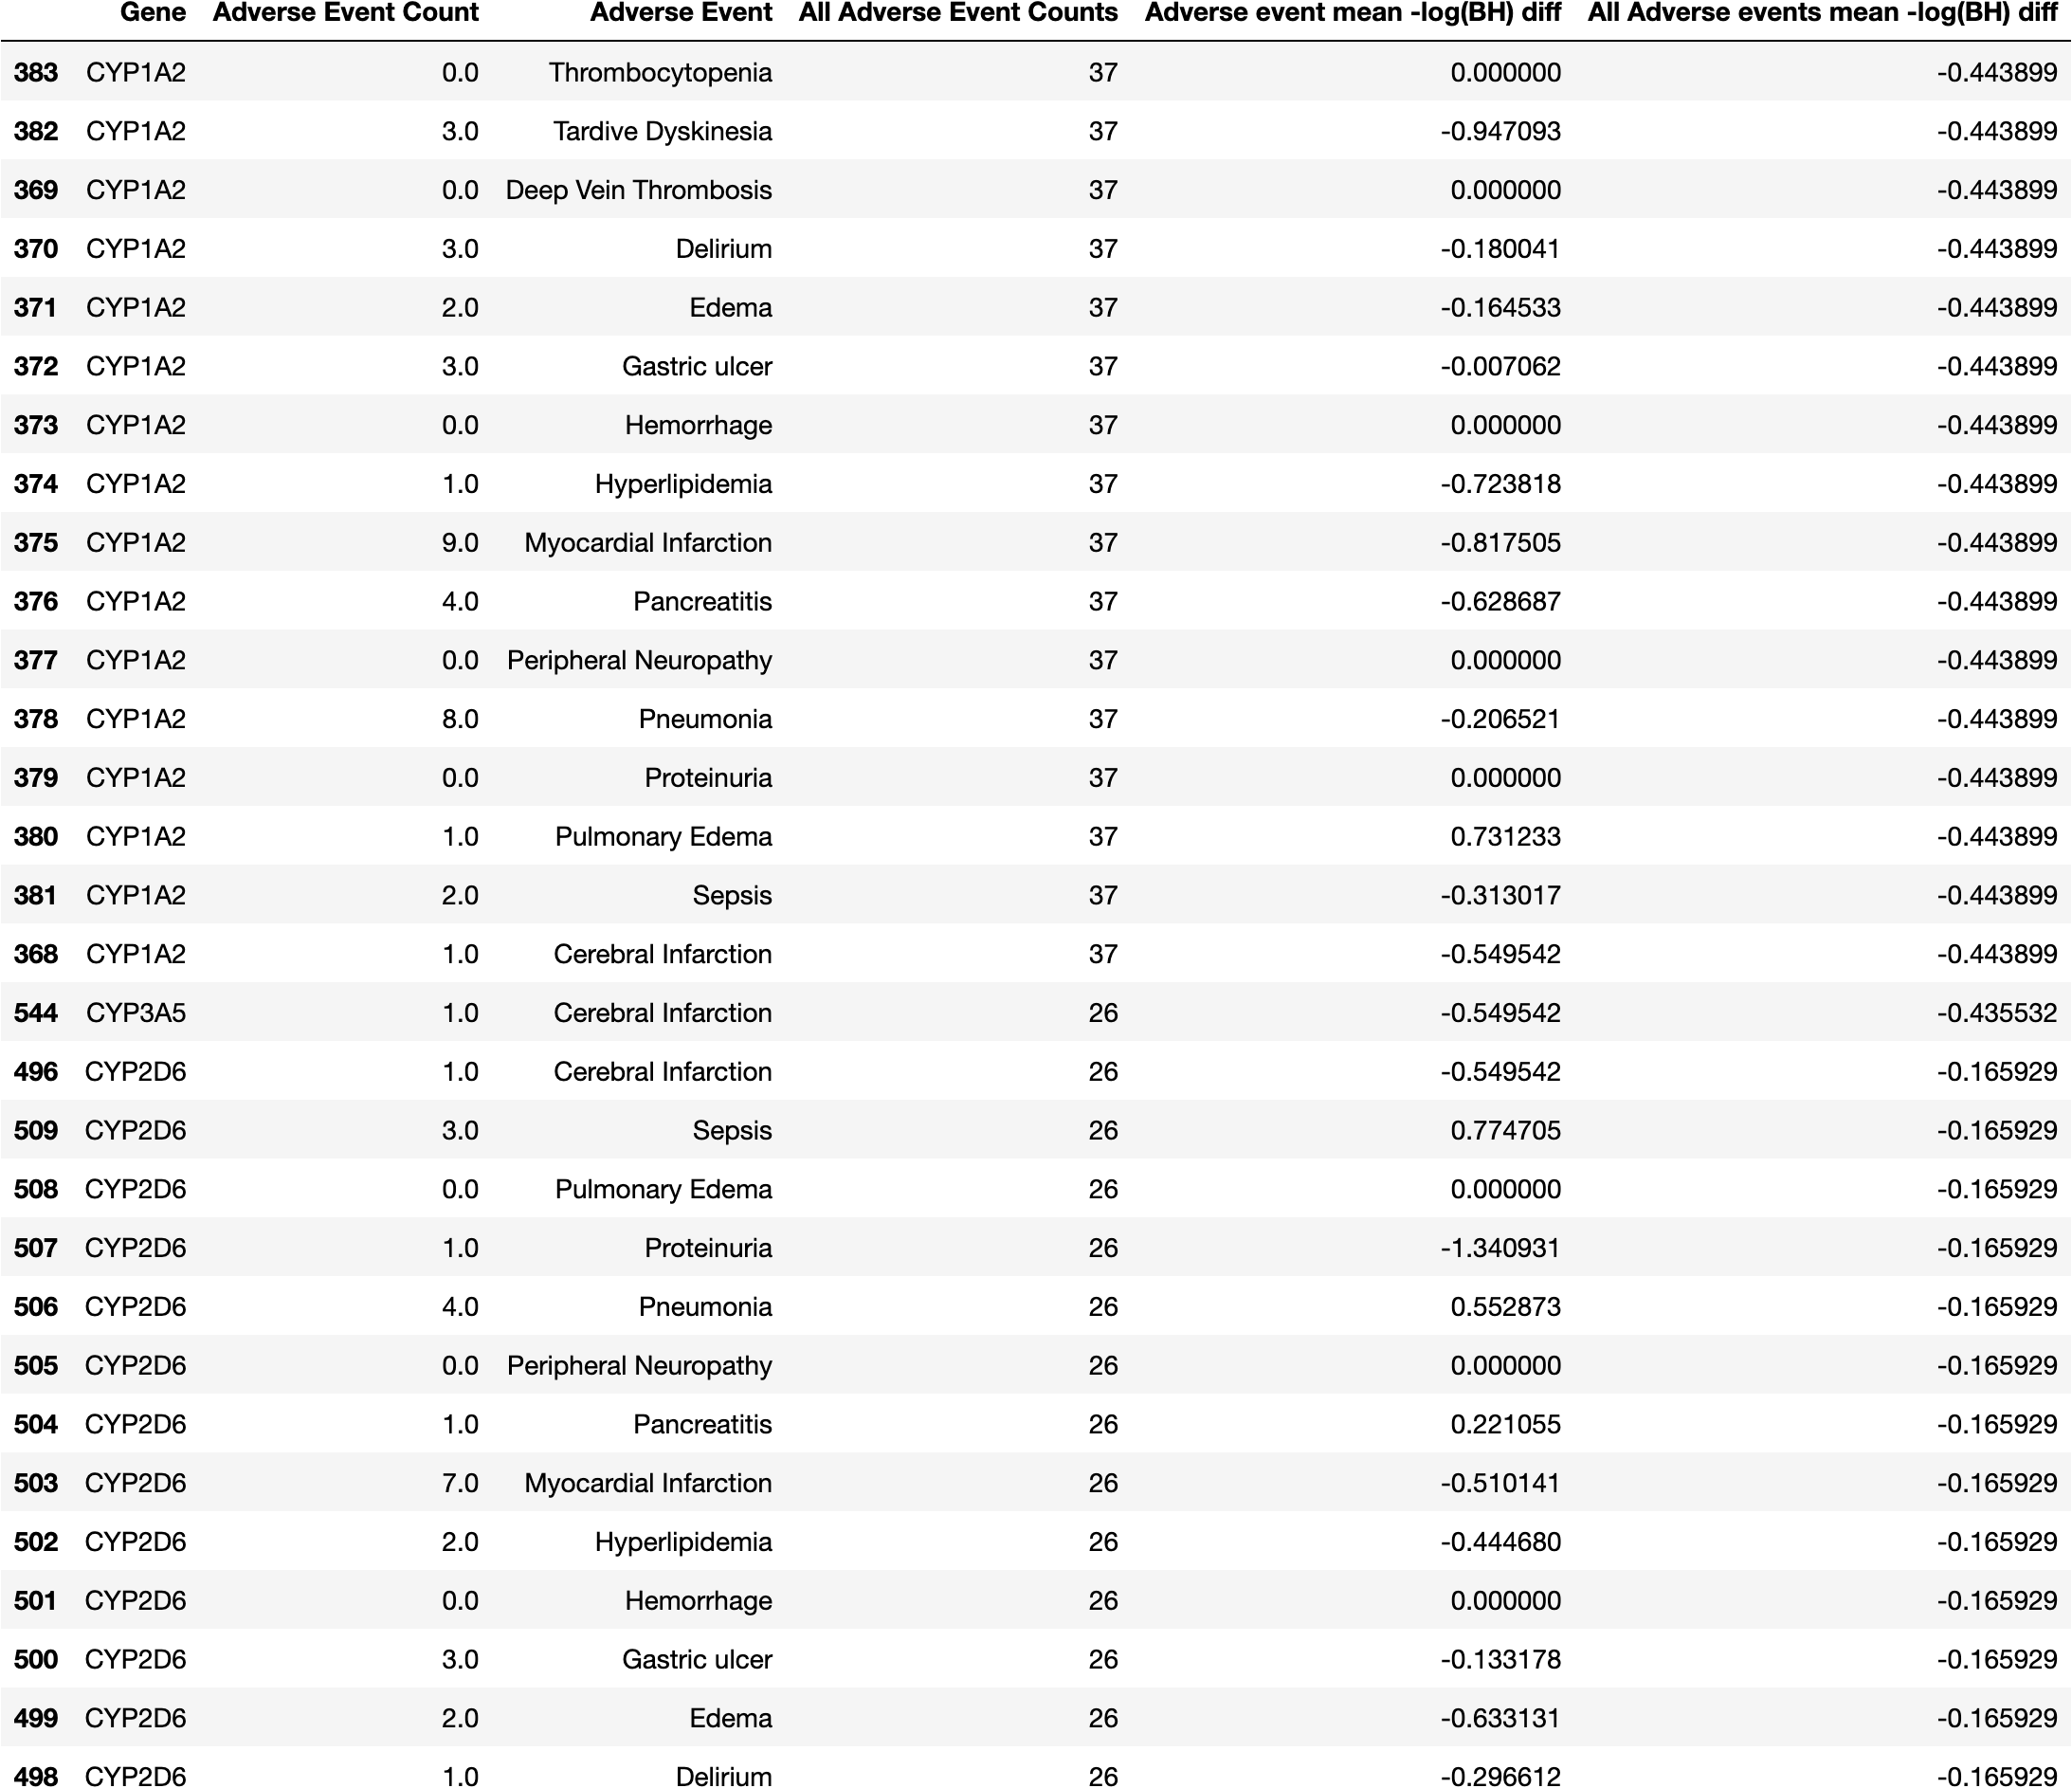 Gene Adverse Event Count Adverse Event All Adverse Event Counts Adverse event mean -log(BH) diff All Adverse events mean -log(BH) diff
383 CYP1A2 0.0 Thrombocytopenia 37 0.000000 -0.443899
382 CYP1A2 3.0 Tardive Dyskinesia 37 -0.947093 -0.443899
369 CYP1A2 0.0 Deep Vein Thrombosis 37 0.000000 -0.443899
370 CYP1A2 3.0 Delirium 37 -0.180041 -0.443899
371 CYP1A2 2.0 Edema 37 -0.164533 -0.443899
372 CYP1A2 3.0 Gastric ulcer 37 -0.007062 -0.443899
373 CYP1A2 0.0 Hemorrhage 37 0.000000 -0.443899
374 CYP1A2 1.0 Hyperlipidemia 37 -0.723818 -0.443899
375 CYP1A2 9.0 Myocardial Infarction 37 -0.817505 -0.443899
376 CYP1A2 4.0 Pancreatitis 37 -0.628687 -0.443899
377 CYP1A2 0.0 Peripheral Neuropathy 37 0.000000 -0.443899
378 CYP1A2 8.0 Pneumonia 37 -0.206521 -0.443899
379 CYP1A2 0.0 Proteinuria 37 0.000000 -0.443899
380 CYP1A2 1.0 Pulmonary Edema 37 0.731233 -0.443899
381 CYP1A2 2.0 Sepsis 37 -0.313017 -0.443899
368 CYP1A2 1.0 Cerebral Infarction 37 -0.549542 -0.443899
544 CYP3A5 1.0 Cerebral Infarction 26 -0.549542 -0.435532
496 CYP2D6 1.0 Cerebral Infarction 26 -0.549542 -0.165929
509 CYP2D6 3.0 Sepsis 26 0.774705 -0.165929
508 CYP2D6 0.0 Pulmonary Edema 26 0.000000 -0.165929
507 CYP2D6 1.0 Proteinuria 26 -1.340931 -0.165929
506 CYP2D6 4.0 Pneumonia 26 0.552873 -0.165929
505 CYP2D6 0.0 Peripheral Neuropathy 26 0.000000 -0.165929
504 CYP2D6 1.0 Pancreatitis 26 0.221055 -0.165929
503 CYP2D6 7.0 Myocardial Infarction 26 -0.510141 -0.165929
502 CYP2D6 2.0 Hyperlipidemia 26 -0.444680 -0.165929
501 CYP2D6 0.0 Hemorrhage 26 0.000000 -0.165929
500 CYP2D6 3.0 Gastric ulcer 26 -0.133178 -0.165929
499 CYP2D6 2.0 Edema 26 -0.633131 -0.165929
498 CYP2D6 1.0 Delirium 26 -0.296612 -0.165929